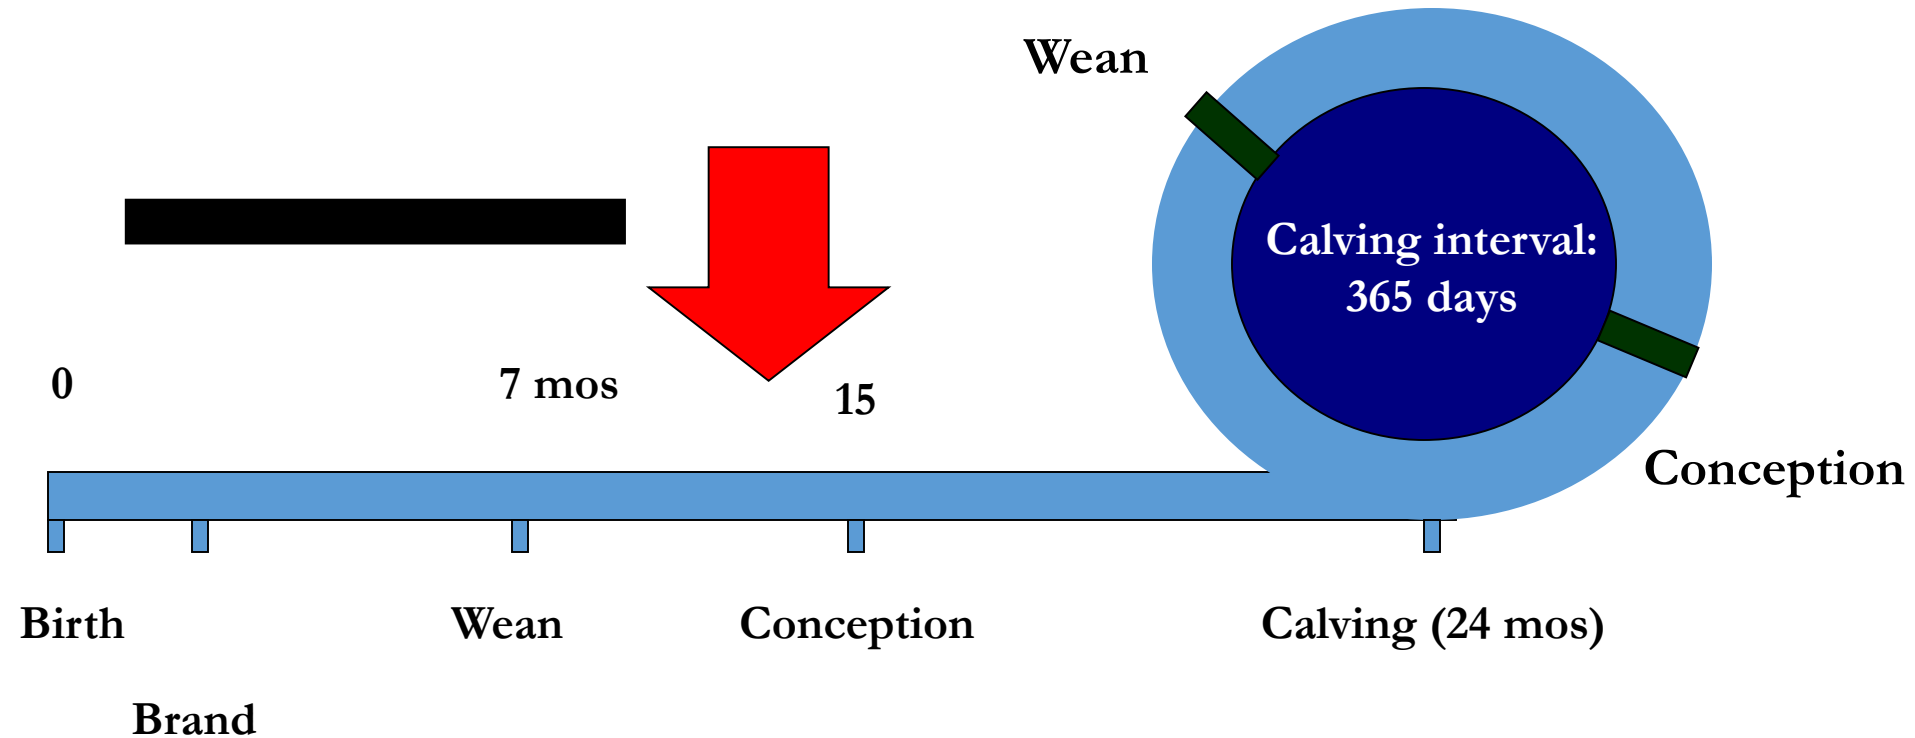 Wean
Calving interval:
365 days
0
7 mos
15
Conception
Birth
Wean
Conception
Calving (24 mos)
Brand